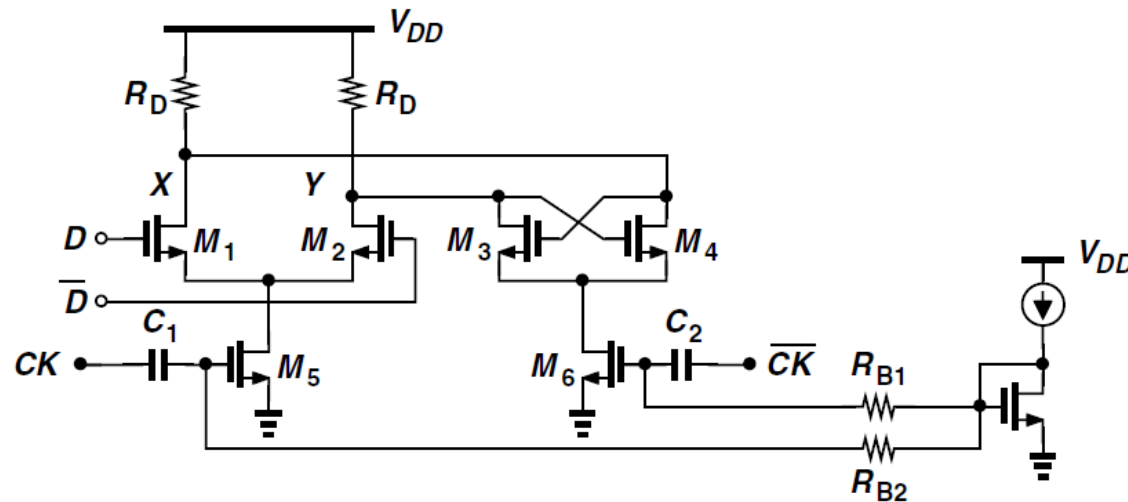 V_DD
R_D
R_D
X
Y
D
M_1
M_2
M_3
M_4
V_DD
D̅
C_1
C_2
CK
M_5
M_6
C̅K̅
R_B1
R_B2